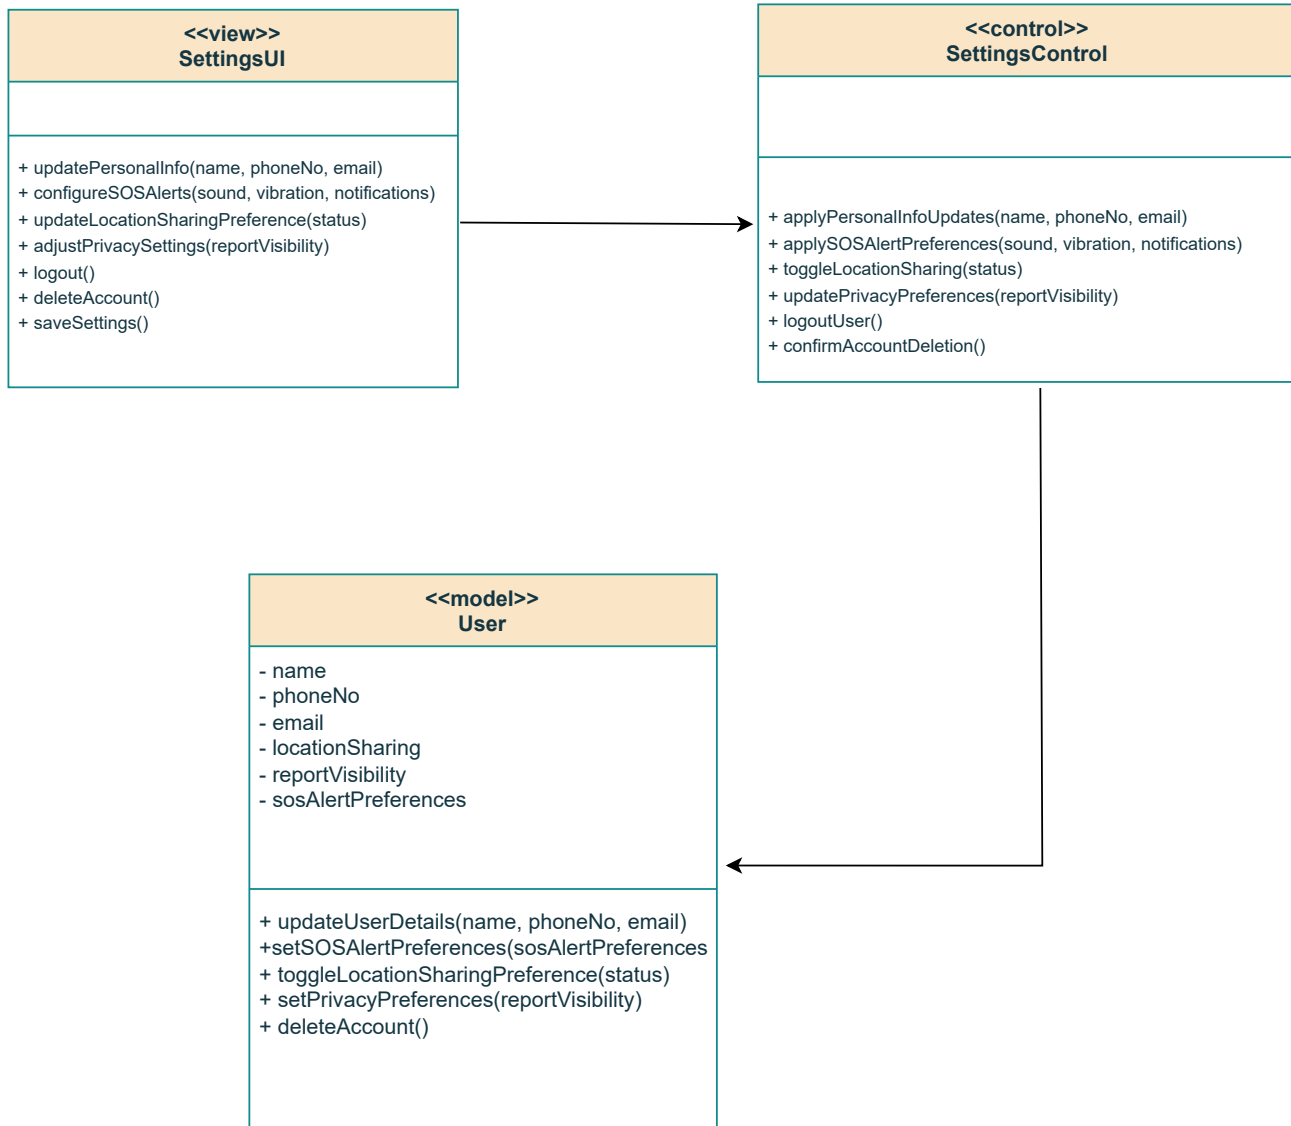 <<view>>
SettingsUI
+ updatePersonalInfo(name, phoneNo, email)
+ configureSOSAlerts(sound, vibration, notifications)
+ updateLocationSharingPreference(status)
+ adjustPrivacySettings(reportVisibility)
+ logout()
+ deleteAccount()
+ saveSettings()
<<control>>
SettingsControl
+ applyPersonalInfoUpdates(name, phoneNo, email)
+ applySOSAlertPreferences(sound, vibration, notifications)
+ toggleLocationSharing(status)
+ updatePrivacyPreferences(reportVisibility)
+ logoutUser()
+ confirmAccountDeletion()
<<model>>
User
- name
- phoneNo
- email
- locationSharing
- reportVisibility
- sosAlertPreferences
+ updateUserDetails(name, phoneNo, email)
+setSOSAlertPreferences(sosAlertPreferences
+ toggleLocationSharingPreference(status)
+ setPrivacyPreferences(reportVisibility)
+ deleteAccount()